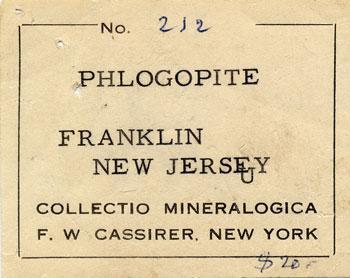 No. 212
PHLOGOPITE
FRANKLIN
NEW JERSEY
U
COLLECTIO MINERALOGICA
F. W CASSIRER, NEW YORK
$ 20.-